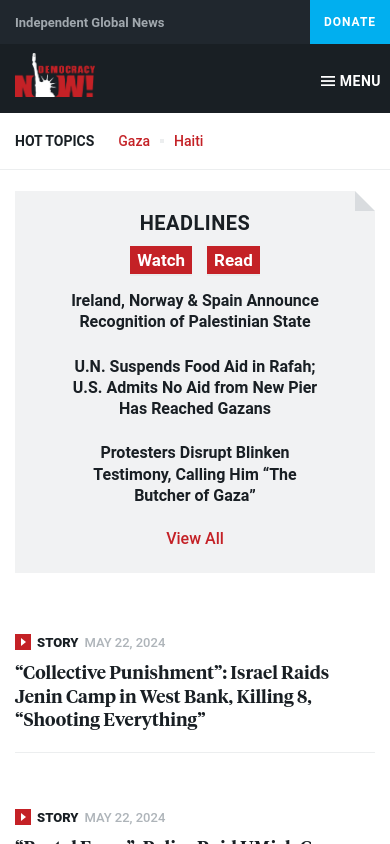 Independent Global News
DONATE
DEMOCRACY
NOW!
MENU
HOT TOPICS
Gaza
Haiti
HEADLINES
Watch
Read
Ireland, Norway & Spain Announce
Recognition of Palestinian State
U.N. Suspends Food Aid in Rafah;
U.S. Admits No Aid from New Pier
Has Reached Gazans
Protesters Disrupt Blinken
Testimony, Calling Him “The
Butcher of Gaza”
View All
STORY MAY 22, 2024
“Collective Punishment”: Israel Raids
Jenin Camp in West Bank, Killing 8,
“Shooting Everything”
STORY MAY 22, 2024